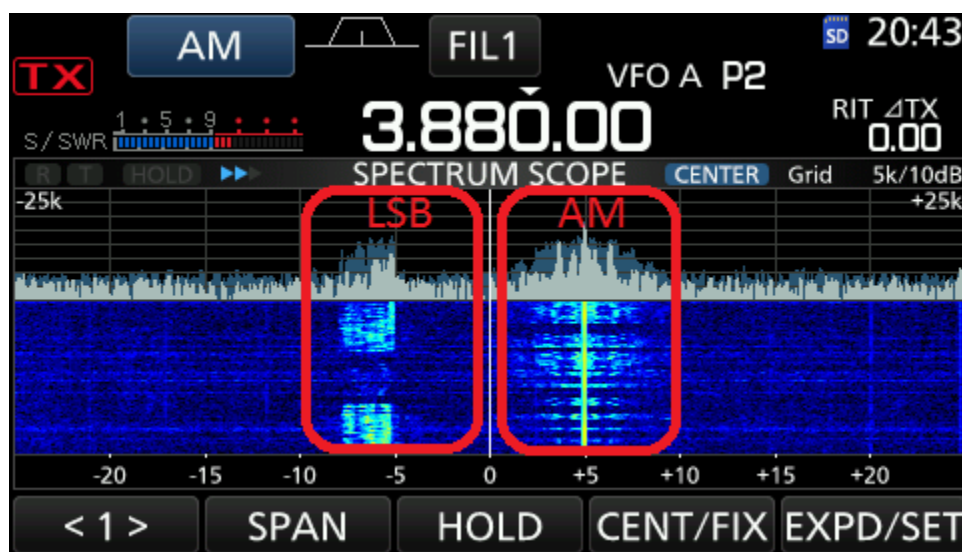 AM FIL1 SD 20:43
TX VFO A P2
3.880.00 RIT ⊿TX
S/SWR 1 5 9 0.00
R T HOLD SPECTRUM SCOPE CENTER Grid 5k/10dB
-25k LSB AM +25k
-20 -15 -10 -5 0 +5 +10 +15 +20
< 1 > SPAN HOLD CENT/FIX EXPD/SET